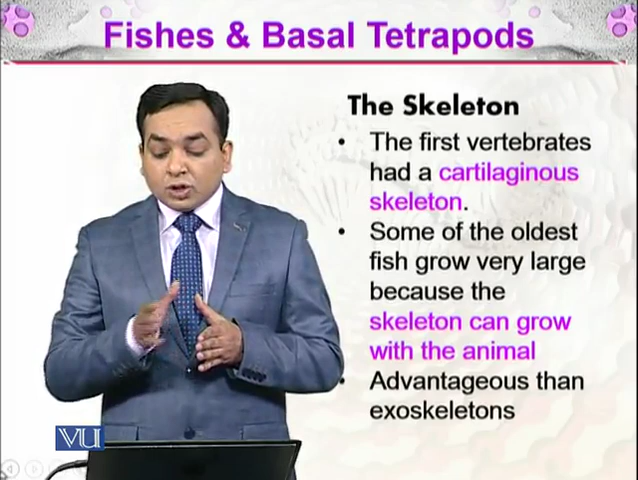 Fishes & Basal Tetrapods
The Skeleton
• The first vertebrates
had a cartilaginous
skeleton.
• Some of the oldest
fish grow very large
because the
skeleton can grow
with the animal
• Advantageous than
exoskeletons
VU